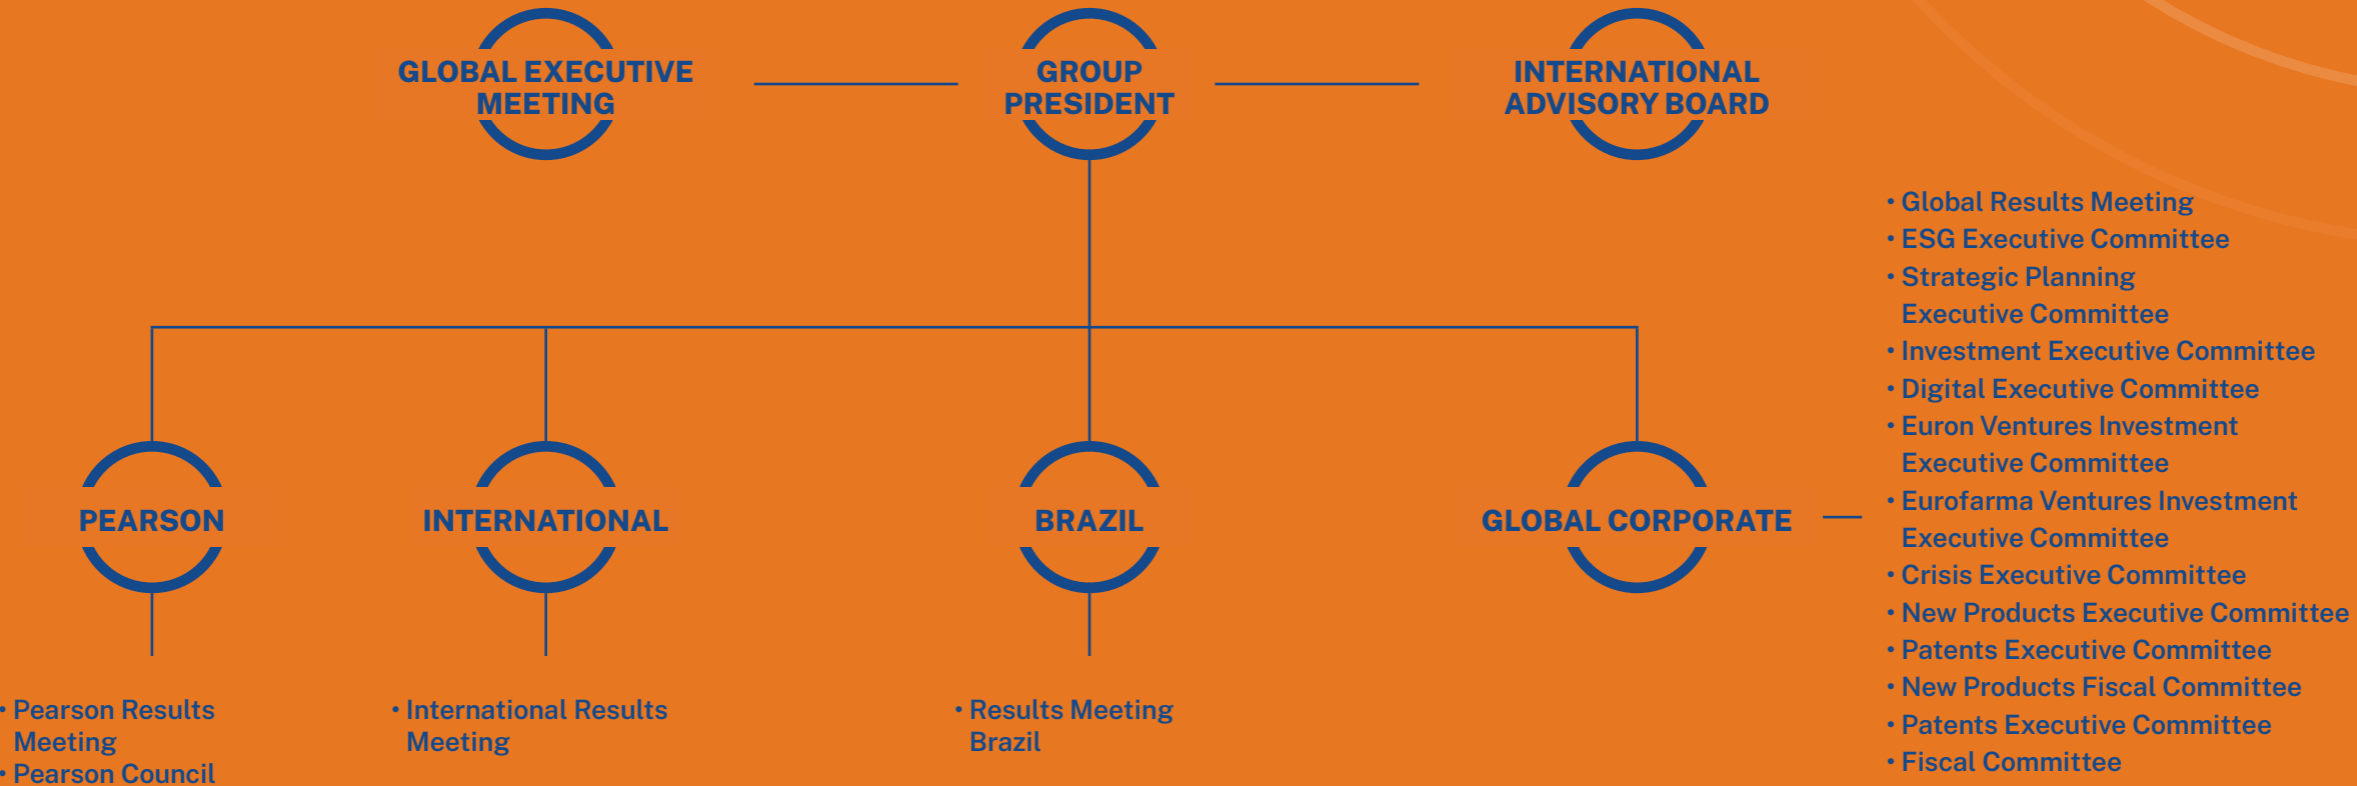 GLOBAL EXECUTIVE
MEETING
GROUP
PRESIDENT
INTERNATIONAL
ADVISORY BOARD
PEARSON
• Pearson Results
Meeting
• Pearson Council
INTERNATIONAL
• International Results
Meeting
BRAZIL
• Results Meeting
Brazil
GLOBAL CORPORATE
• Global Results Meeting
• ESG Executive Committee
• Strategic Planning
Executive Committee
• Investment Executive Committee
• Digital Executive Committee
• Euron Ventures Investment
Executive Committee
• Eurofarma Ventures Investment
Executive Committee
• Crisis Executive Committee
• New Products Executive Committee
• Patents Executive Committee
• New Products Fiscal Committee
• Patents Executive Committee
• Fiscal Committee